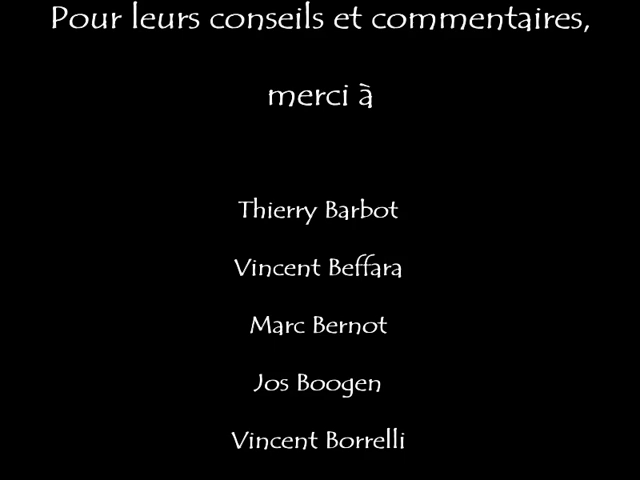 Pour leurs conseils et commentaires,
merci à
Thierry Barbot
Vincent Beffara
Marc Bernot
Jos Boogen
Vincent Borrelli